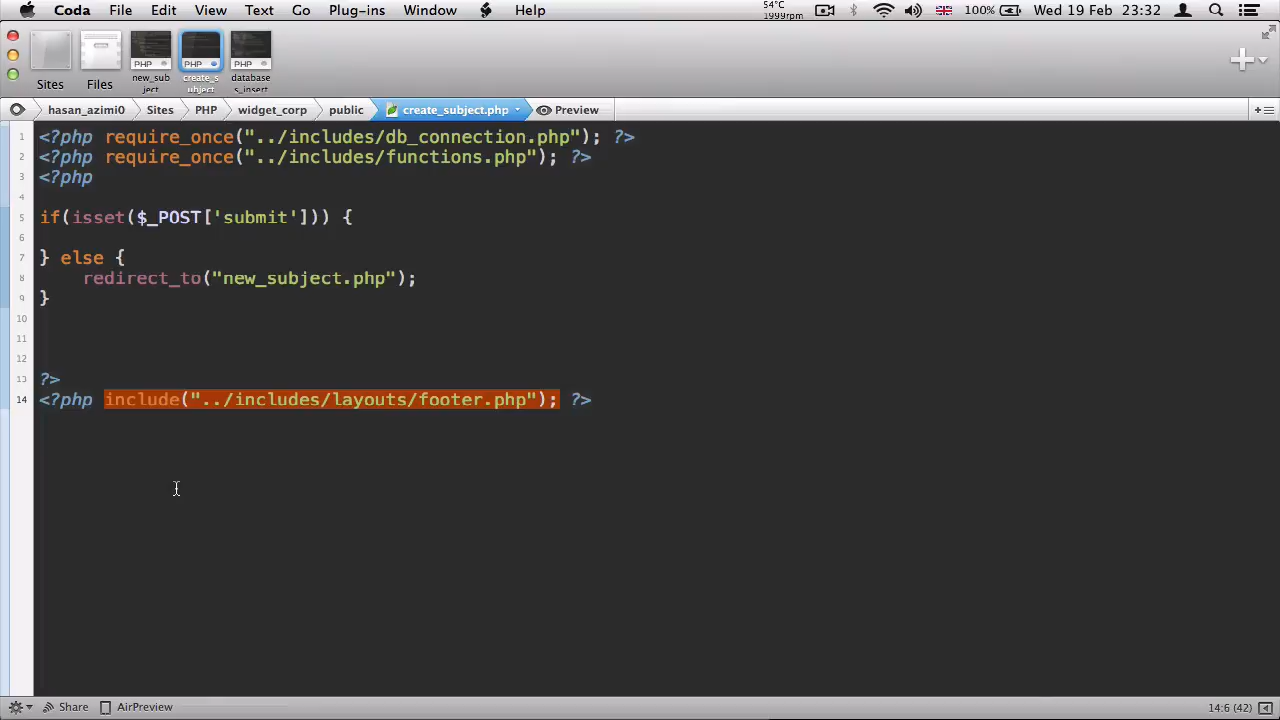 Coda File Edit View Text Go Plug-ins Window Help 54°C 1999rpm 100% Wed 19 Feb 23:32
Sites Files PHP new_sub ject PHP create_s ubject PHP database s_insert
hasan_azimi0 Sites PHP widget_corp public create_subject.php Preview
1 <?php require_once("../includes/db_connection.php"); ?>
2 <?php require_once("../includes/functions.php"); ?>
3 <?php
4
5 if(isset($_POST['submit'])) {
6
7 } else {
8 redirect_to("new_subject.php");
9 }
10
11
12
13 ?>
14 <?php include("../includes/layouts/footer.php"); ?>
Share AirPreview 14:6 (42)